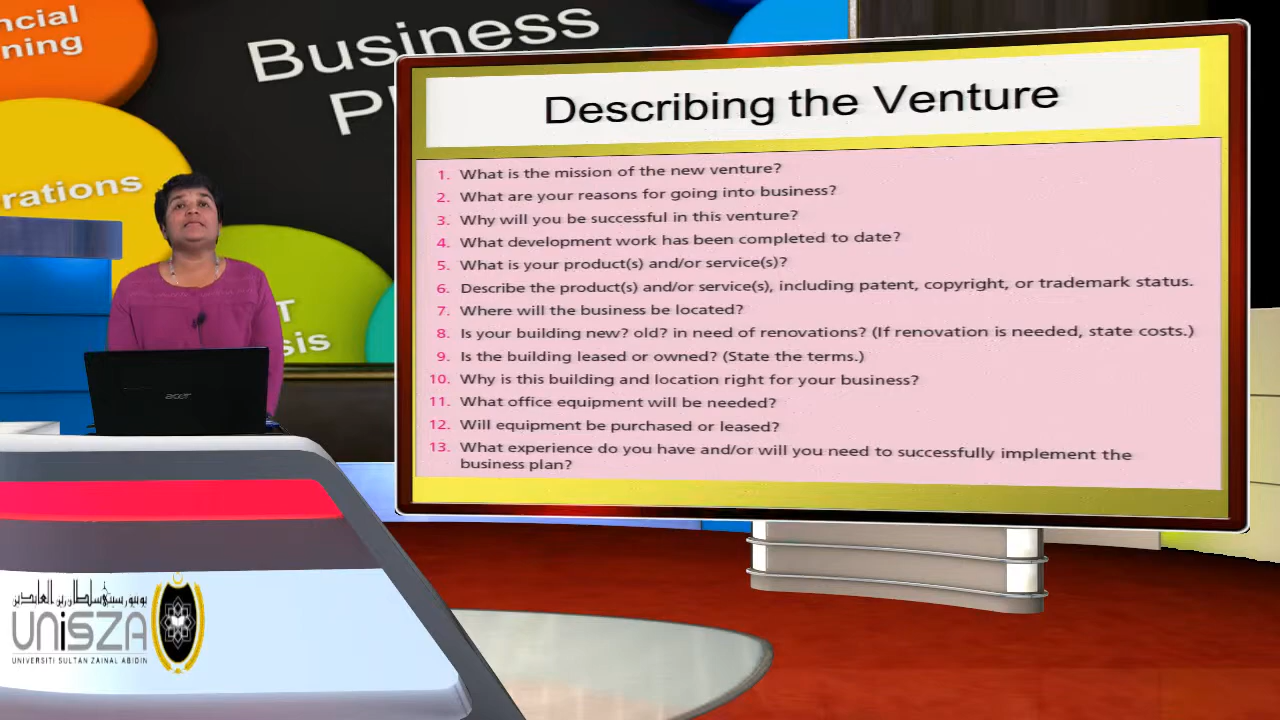 ncial
ning
Business
Pl
rations
T
sis
Describing the Venture
1. What is the mission of the new venture?
2. What are your reasons for going into business?
3. Why will you be successful in this venture?
4. What development work has been completed to date?
5. What is your product(s) and/or service(s)?
6. Describe the product(s) and/or service(s), including patent, copyright, or trademark status.
7. Where will the business be located?
8. Is your building new? old? in need of renovations? (If renovation is needed, state costs.)
9. Is the building leased or owned? (State the terms.)
10. Why is this building and location right for your business?
11. What office equipment will be needed?
12. Will equipment be purchased or leased?
13. What experience do you have and/or will you need to successfully implement the
business plan?
acer
يونيورسيتي سلطان زين العابدين
UniSZA
UNIVERSITI SULTAN ZAINAL ABIDIN